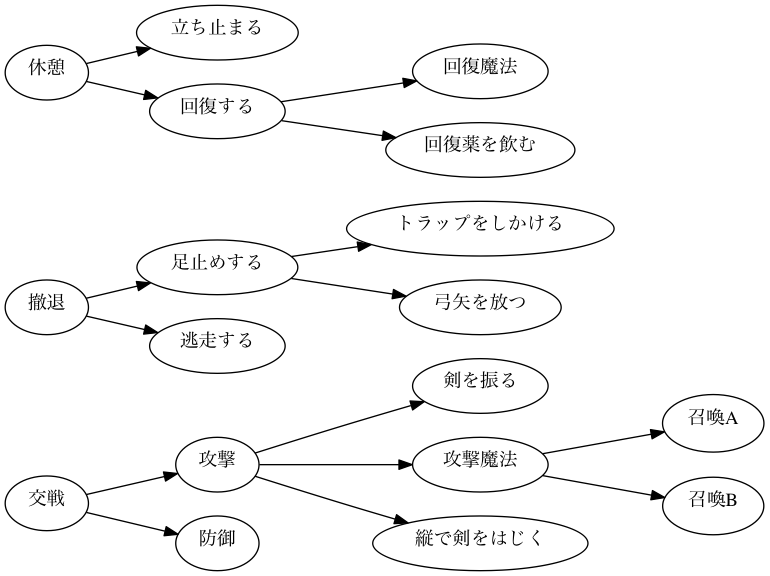 休憩
立ち止まる
回復する
回復魔法
回復薬を飲む
撤退
足止めする
トラップをしかける
弓矢を放つ
逃走する
交戦
攻撃
剣を振る
攻撃魔法
召喚A
召喚B
縦で剣をはじく
防御